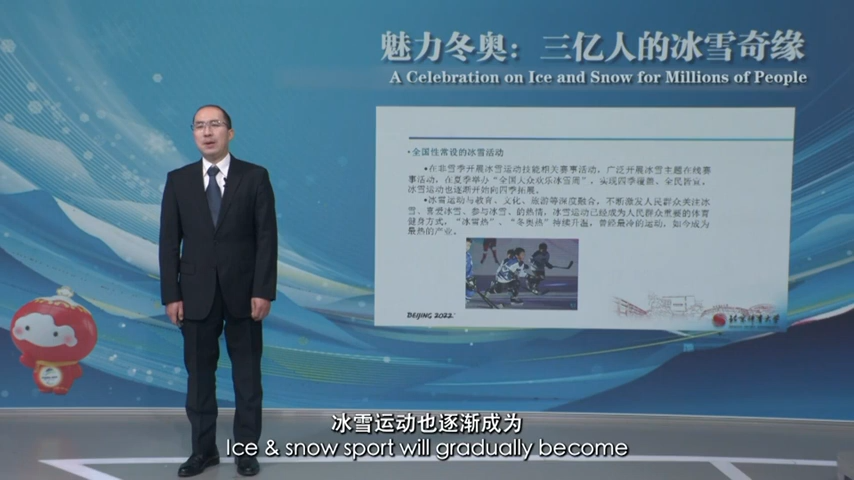 魅力冬奥：三亿人的冰雪奇缘
A Celebration on Ice and Snow for Millions of People
•全国性常设的冰雪活动
•在非雪季开展冰雪运动技能相关赛事活动，广泛开展冰雪主题在线赛
事活动，在夏季举办“全国大众欢乐冰雪周”，实现四季碰撞、全民皆宜，
冰雪运动也逐渐开始向四季拓展。
•冰雪运动与教育、文化、旅游等深度融合，不断激发人民群众关注冰
雪、喜爱冰雪、参与冰雪、的热情，冰雪运动已经成为人民群众重要的体育
健身方式，“冰雪热”、“冬奥热”持续升温，曾经最冷的运动，如今成为
最热的产业。
BEIJING 2022
北京体育大学
冰雪运动也逐渐成为
Ice & snow sport will gradually become